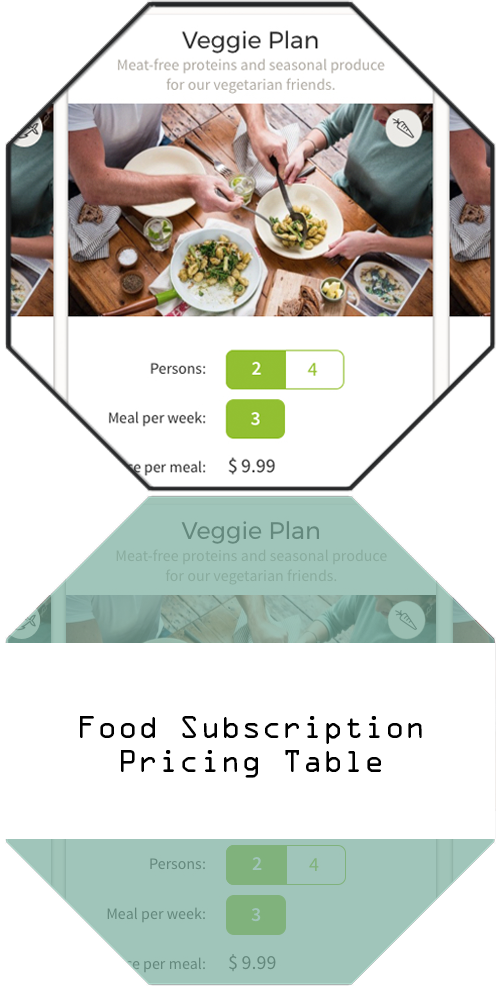 Veggie Plan
Meat-free proteins and seasonal produce
for our vegetarian friends.
Persons: 2 4
Meal per week: 3
per meal: $ 9.99
Veggie Plan
Meat-free proteins and seasonal produce
for our vegetarian friends.
Food Subscription
Pricing Table
Persons: 2 4
Meal per week: 3
per meal: $ 9.99